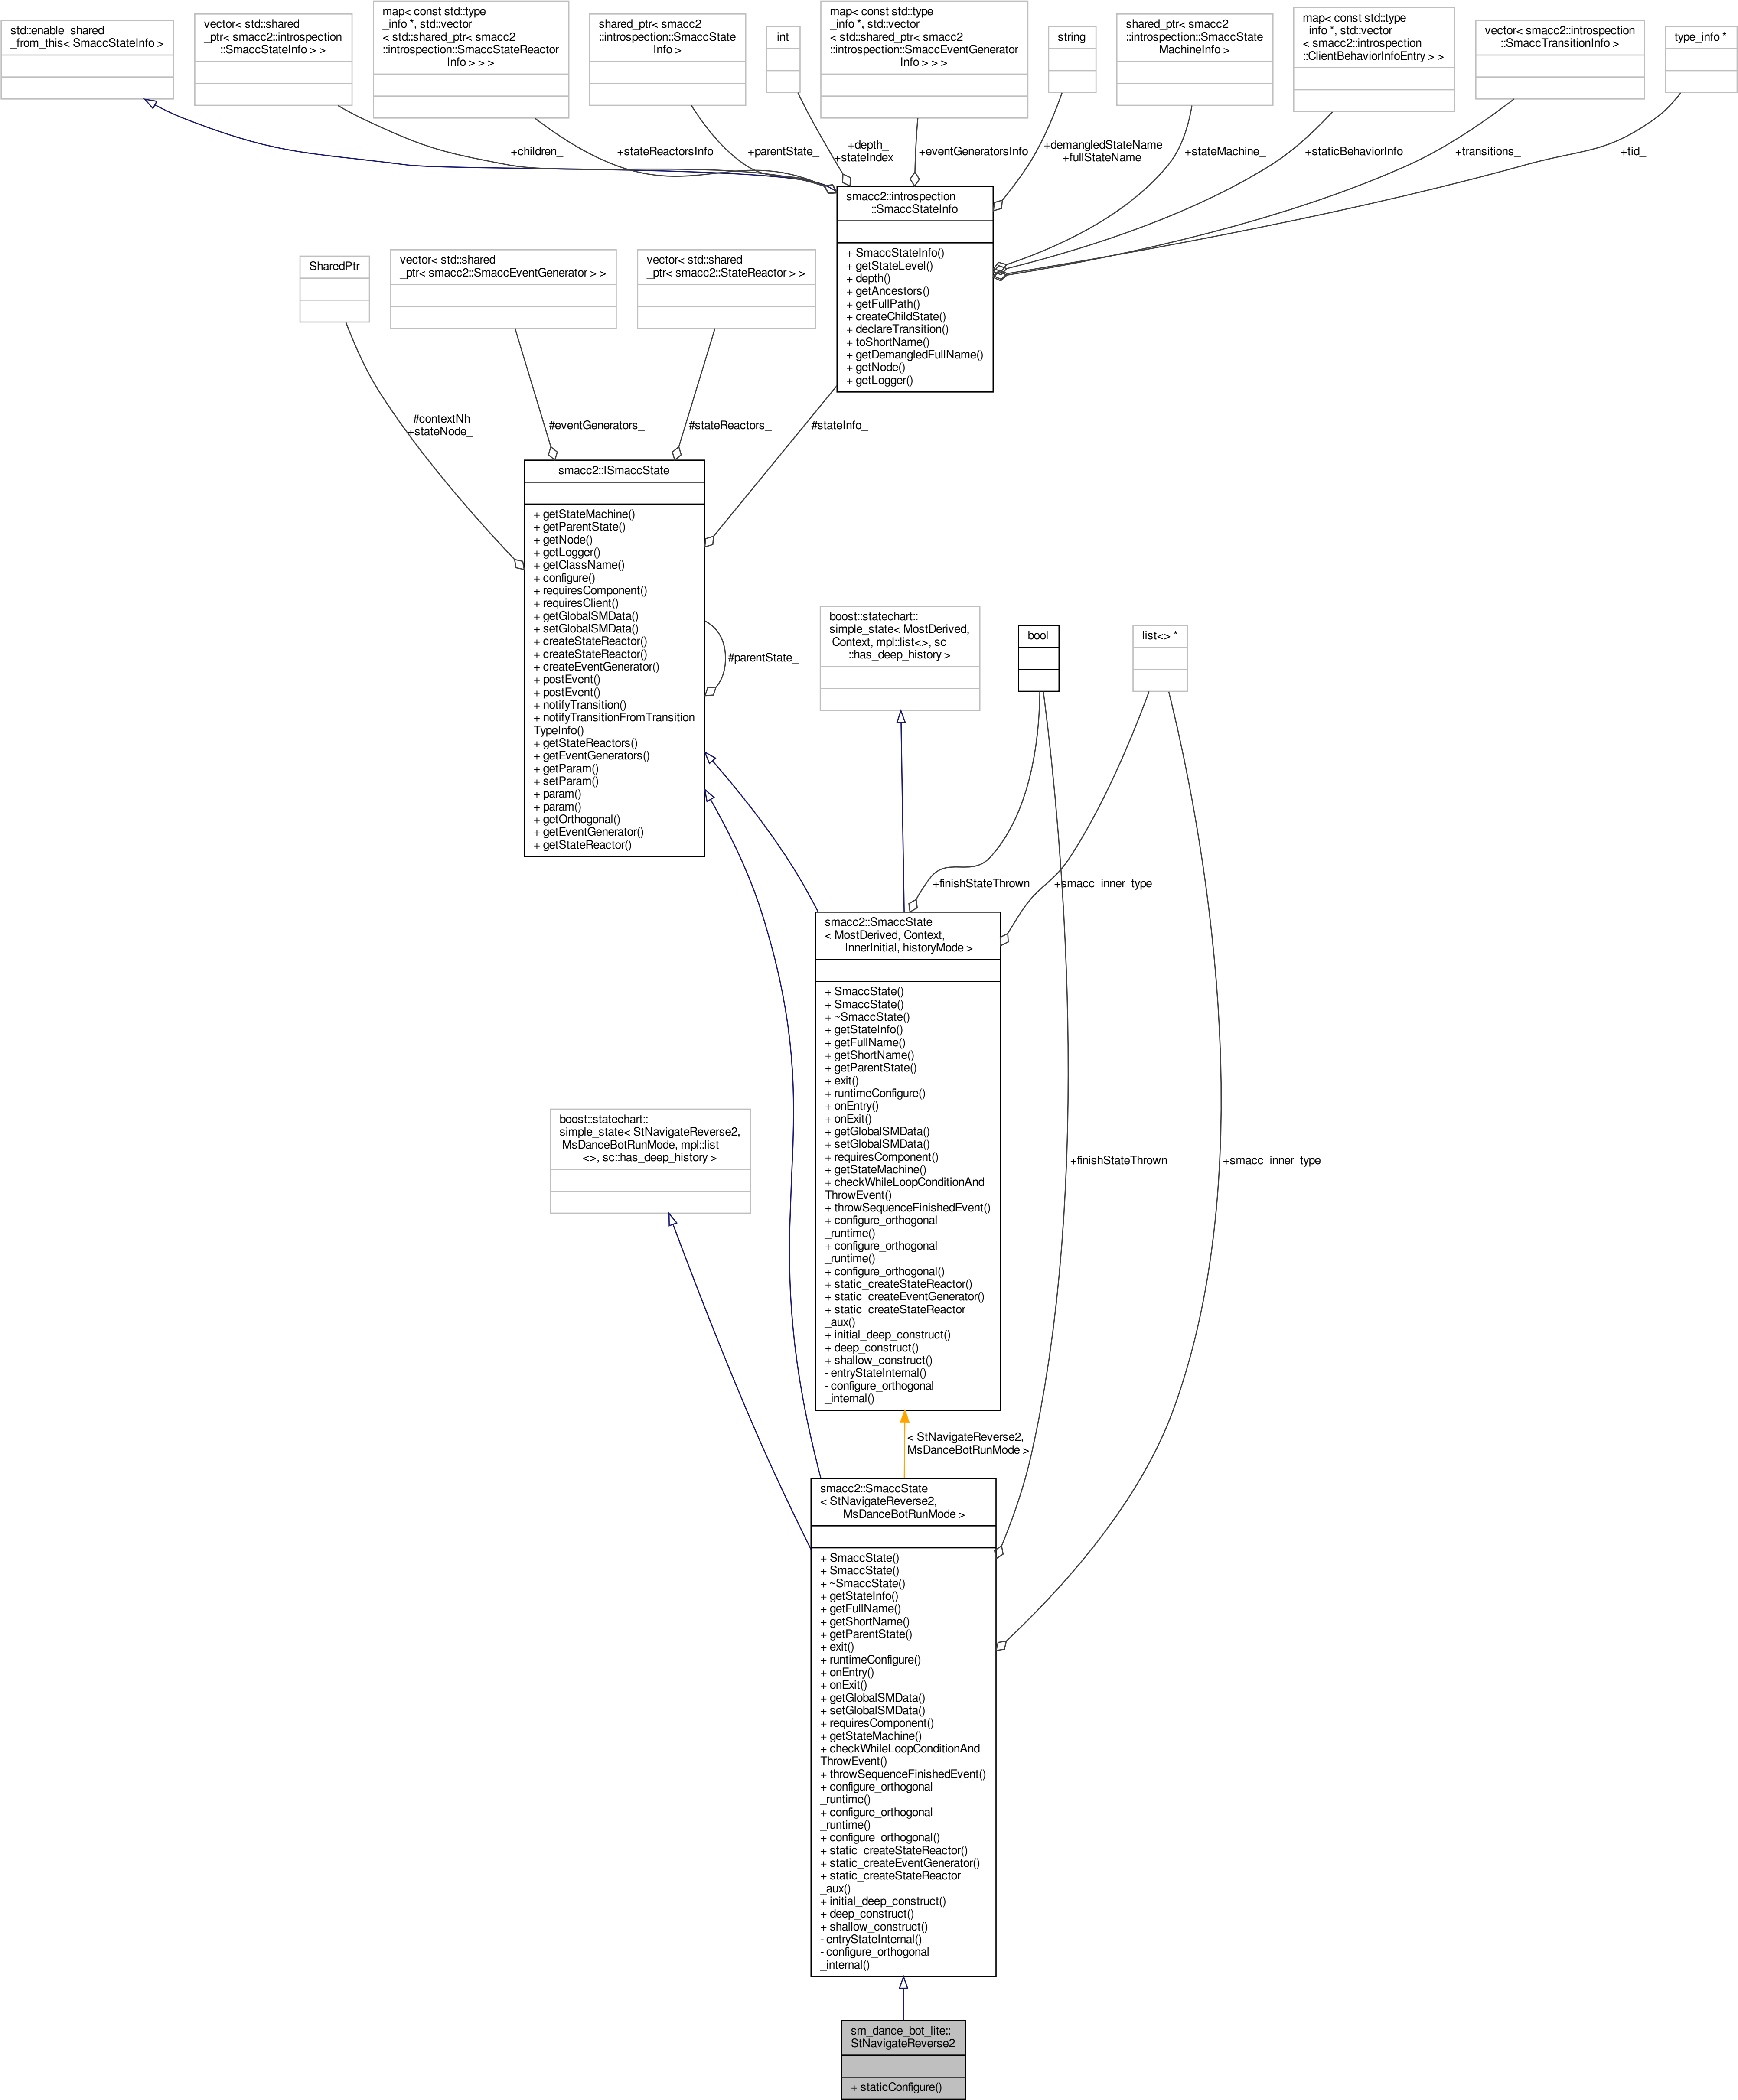 std::enable_shared
_from_this< SmaccStateInfo >
vector< std::shared
_ptr< smacc2::introspection
::SmaccStateInfo > >
map< const std::type
_info *, std::vector
< std::shared_ptr< smacc2
::introspection::SmaccStateReactor
Info > > >
shared_ptr< smacc2
::introspection::SmaccState
Info >
int
map< const std::type
_info *, std::vector
< std::shared_ptr< smacc2
::introspection::SmaccEventGenerator
Info > > >
string
shared_ptr< smacc2
::introspection::SmaccState
MachineInfo >
map< const std::type
_info *, std::vector
< smacc2::introspection
::ClientBehaviorInfoEntry > >
vector< smacc2::introspection
::SmaccTransitionInfo >
type_info *
+children_
+stateReactorsInfo
+parentState_
+depth_
+stateIndex_
+eventGeneratorsInfo
+demangledStateName
+fullStateName
+stateMachine_
+staticBehaviorInfo
+transitions_
+tid_
smacc2::introspection
::SmaccStateInfo
+ SmaccStateInfo()
+ getStateLevel()
+ depth()
+ getAncestors()
+ getFullPath()
+ createChildState()
+ declareTransition()
+ toShortName()
+ getDemangledFullName()
+ getNode()
+ getLogger()
SharedPtr
vector< std::shared
_ptr< smacc2::SmaccEventGenerator > >
vector< std::shared
_ptr< smacc2::StateReactor > >
#contextNh
+stateNode_
#eventGenerators_
#stateReactors_
#stateInfo_
smacc2::ISmaccState
+ getStateMachine()
+ getParentState()
+ getNode()
+ getLogger()
+ getClassName()
+ configure()
+ requiresComponent()
+ requiresClient()
+ getGlobalSMData()
+ setGlobalSMData()
+ createStateReactor()
+ createStateReactor()
+ createEventGenerator()
+ postEvent()
+ postEvent()
+ notifyTransition()
+ notifyTransitionFromTransition
TypeInfo()
+ getStateReactors()
+ getEventGenerators()
+ getParam()
+ setParam()
+ param()
+ param()
+ getOrthogonal()
+ getEventGenerator()
+ getStateReactor()
#parentState_
boost::statechart::
simple_state< MostDerived,
Context, mpl::list<>, sc
::has_deep_history >
bool
list<> *
+finishStateThrown
+smacc_inner_type
smacc2::SmaccState
< MostDerived, Context,
InnerInitial, historyMode >
+ SmaccState()
+ SmaccState()
+ ~SmaccState()
+ getStateInfo()
+ getFullName()
+ getShortName()
+ getParentState()
+ exit()
+ runtimeConfigure()
+ onEntry()
+ onExit()
+ getGlobalSMData()
+ setGlobalSMData()
+ requiresComponent()
+ getStateMachine()
+ checkWhileLoopConditionAnd
ThrowEvent()
+ throwSequenceFinishedEvent()
+ configure_orthogonal
_runtime()
+ configure_orthogonal
_runtime()
+ configure_orthogonal()
+ static_createStateReactor()
+ static_createEventGenerator()
+ static_createStateReactor
_aux()
+ initial_deep_construct()
+ deep_construct()
+ shallow_construct()
- entryStateInternal()
- configure_orthogonal
_internal()
boost::statechart::
simple_state< StNavigateReverse2,
MsDanceBotRunMode, mpl::list
<>, sc::has_deep_history >
+finishStateThrown
+smacc_inner_type
< StNavigateReverse2,
MsDanceBotRunMode >
smacc2::SmaccState
< StNavigateReverse2,
MsDanceBotRunMode >
+ SmaccState()
+ SmaccState()
+ ~SmaccState()
+ getStateInfo()
+ getFullName()
+ getShortName()
+ getParentState()
+ exit()
+ runtimeConfigure()
+ onEntry()
+ onExit()
+ getGlobalSMData()
+ setGlobalSMData()
+ requiresComponent()
+ getStateMachine()
+ checkWhileLoopConditionAnd
ThrowEvent()
+ throwSequenceFinishedEvent()
+ configure_orthogonal
_runtime()
+ configure_orthogonal
_runtime()
+ configure_orthogonal()
+ static_createStateReactor()
+ static_createEventGenerator()
+ static_createStateReactor
_aux()
+ initial_deep_construct()
+ deep_construct()
+ shallow_construct()
- entryStateInternal()
- configure_orthogonal
_internal()
sm_dance_bot_lite::
StNavigateReverse2
+ staticConfigure()